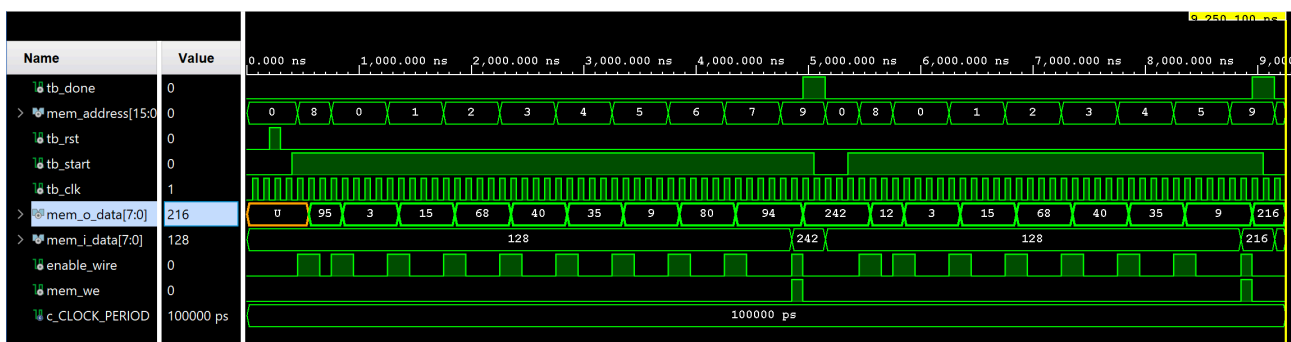 9,250.100 ns
Name Value 0.000 ns 1,000.000 ns 2,000.000 ns 3,000.000 ns 4,000.000 ns 5,000.000 ns 6,000.000 ns 7,000.000 ns 8,000.000 ns 9,00
tb_done 0
mem_address[15:0 0 0 8 0 1 2 3 4 5 6 7 9 0 8 0 1 2 3 4 5 9
tb_rst 0
tb_start 0
tb_clk 1
mem_o_data[7:0] 216 U 95 3 15 68 40 35 9 80 94 242 12 3 15 68 40 35 9 216
mem_i_data[7:0] 128 128 242 128 216
enable_wire 0
mem_we 0
c_CLOCK_PERIOD 100000 ps 100000 ps